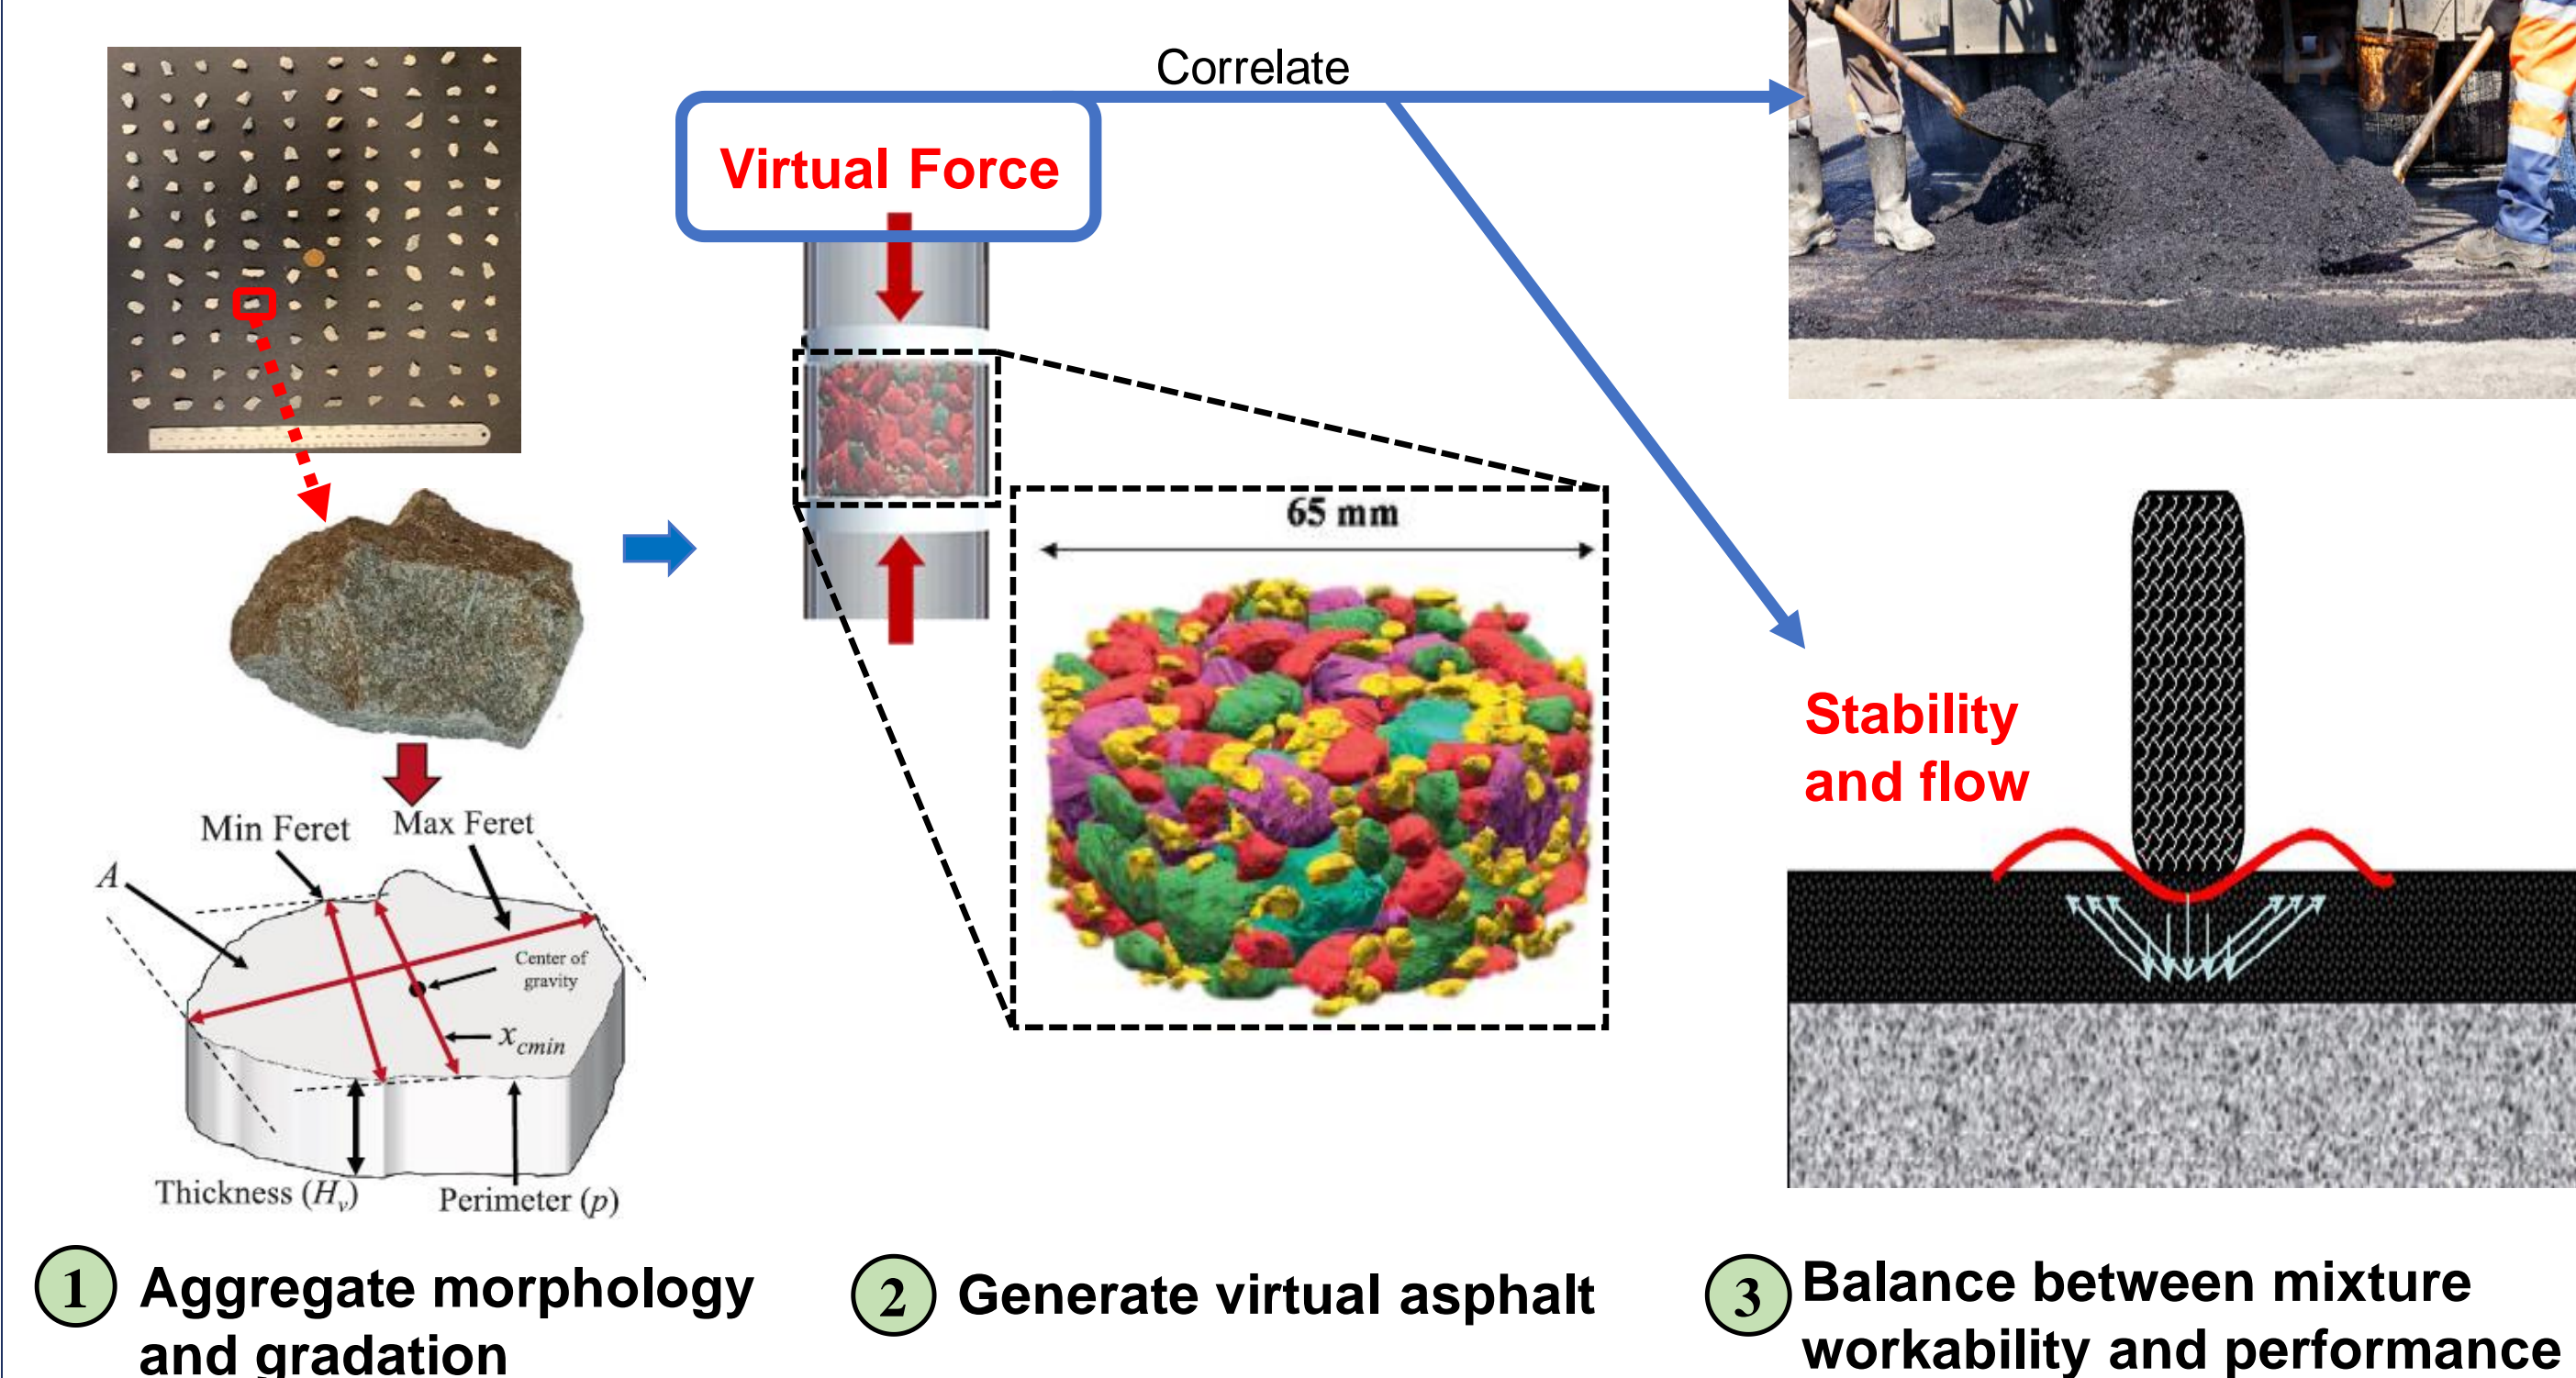 Correlate
Virtual Force
65 mm
Stability
and flow
Min Feret
Max Feret
A
Center of
gravity
x_cmin
Thickness (H_v)
Perimeter (p)
1 Aggregate morphology
and gradation
2 Generate virtual asphalt
3 Balance between mixture
workability and performance